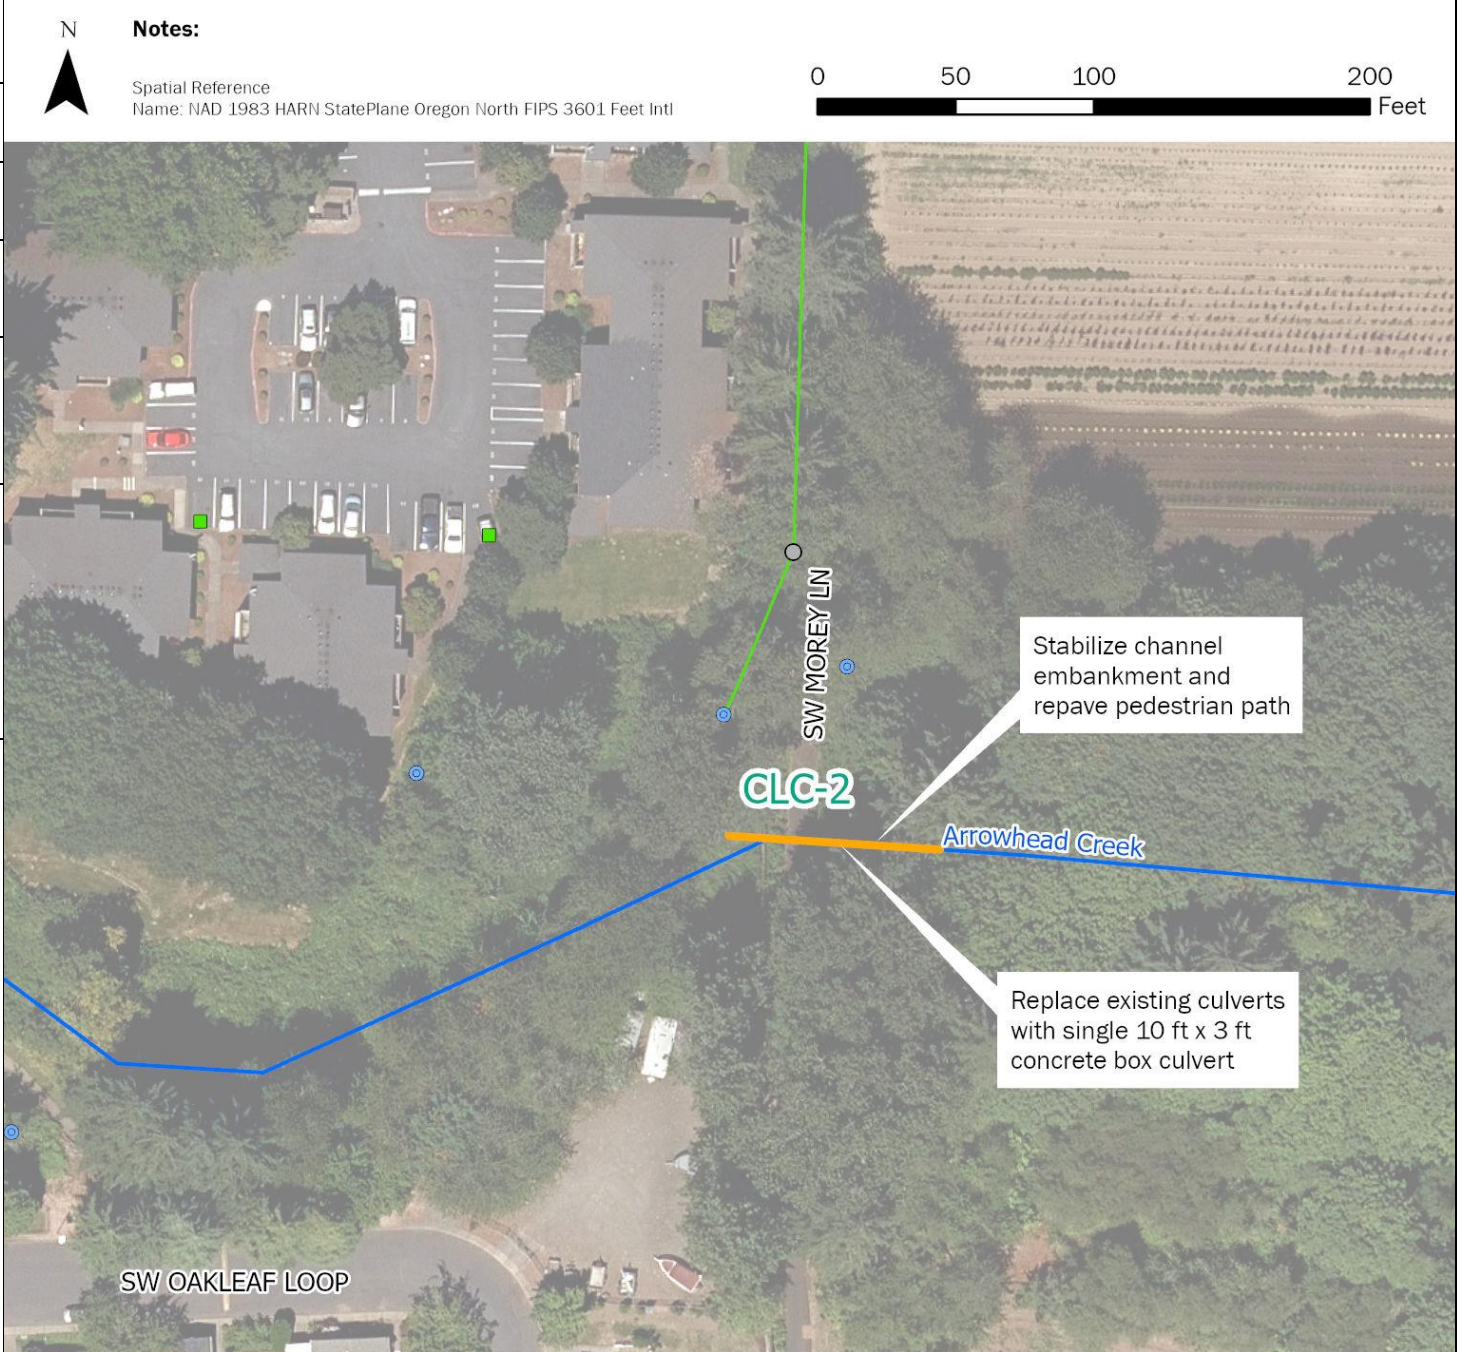 N
Notes:
Spatial Reference
Name: NAD 1983 HARN StatePlane Oregon North FIPS 3601 Feet Intl
0 50 100 200
Feet
SW MOREY LN
Stabilize channel
embankment and
repave pedestrian path
CLC-2
Arrowhead Creek
Replace existing culverts
with single 10 ft x 3 ft
concrete box culvert
SW OAKLEAF LOOP